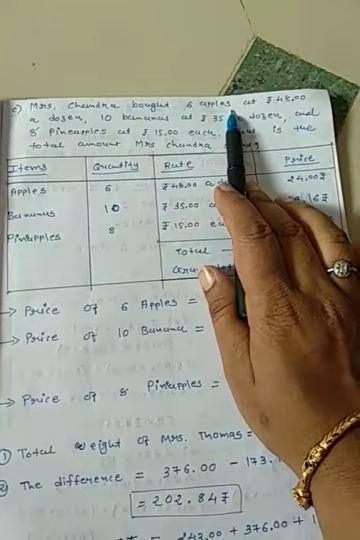 c) Mrs. Chandra bought 6 apples at ₹ 48.00
a dozen, 10 bananas at ₹ 35 dozen, and
8 Pineapples at ₹ 15.00 each. is the
total amount Mrs Chandra
Items Quantity Rate Price
Apples 6 ₹ 48.00 24.00₹
Bananas 10 ₹ 35.00 .16₹
Pineapples 8 ₹ 15.00
Total
→ Price of 6 Apples =
→ Price of 10 Banana =
→ Price of 8 Pineapples =
① Total weight of Mrs. Thomas =
② The difference = 376.00 - 173.
= 202.84₹
= 243.00 + 376.00 + 1